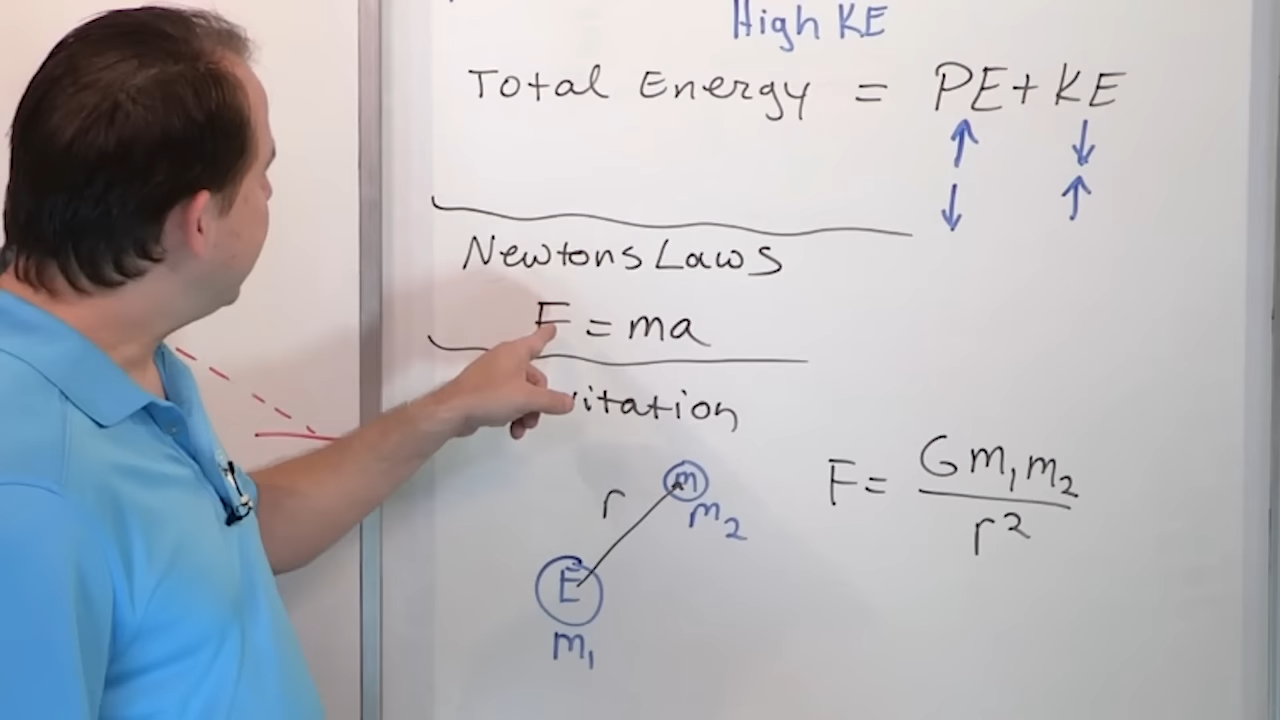 High KE
Total Energy = PE + KE
↑ ↓
↓ ↑
Newtons Laws
F = ma
F = Gm₁m₂ / r²
r
m
m₂
E
m₁